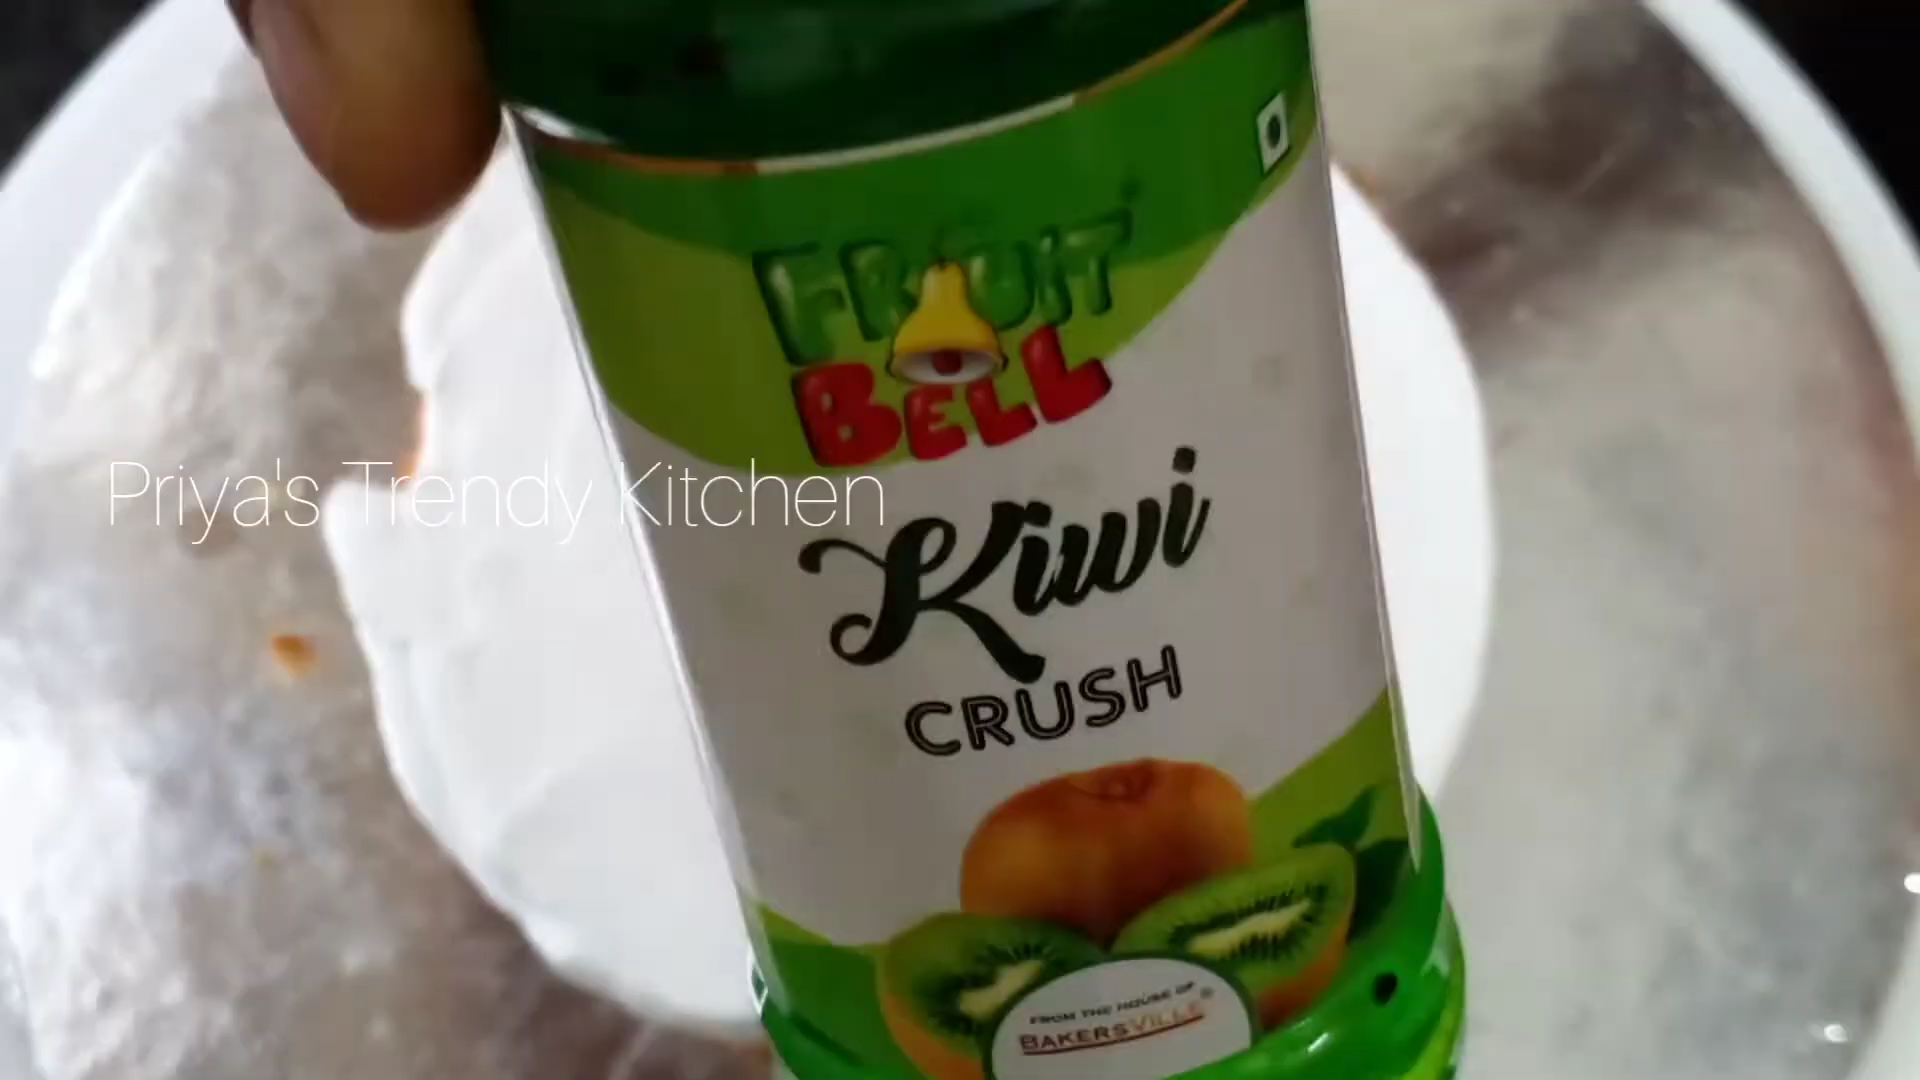 FRUIT
BELL
Priya's Trendy Kitchen
Kiwi
CRUSH
FROM THE HOUSE OF
BAKERSVILLE®